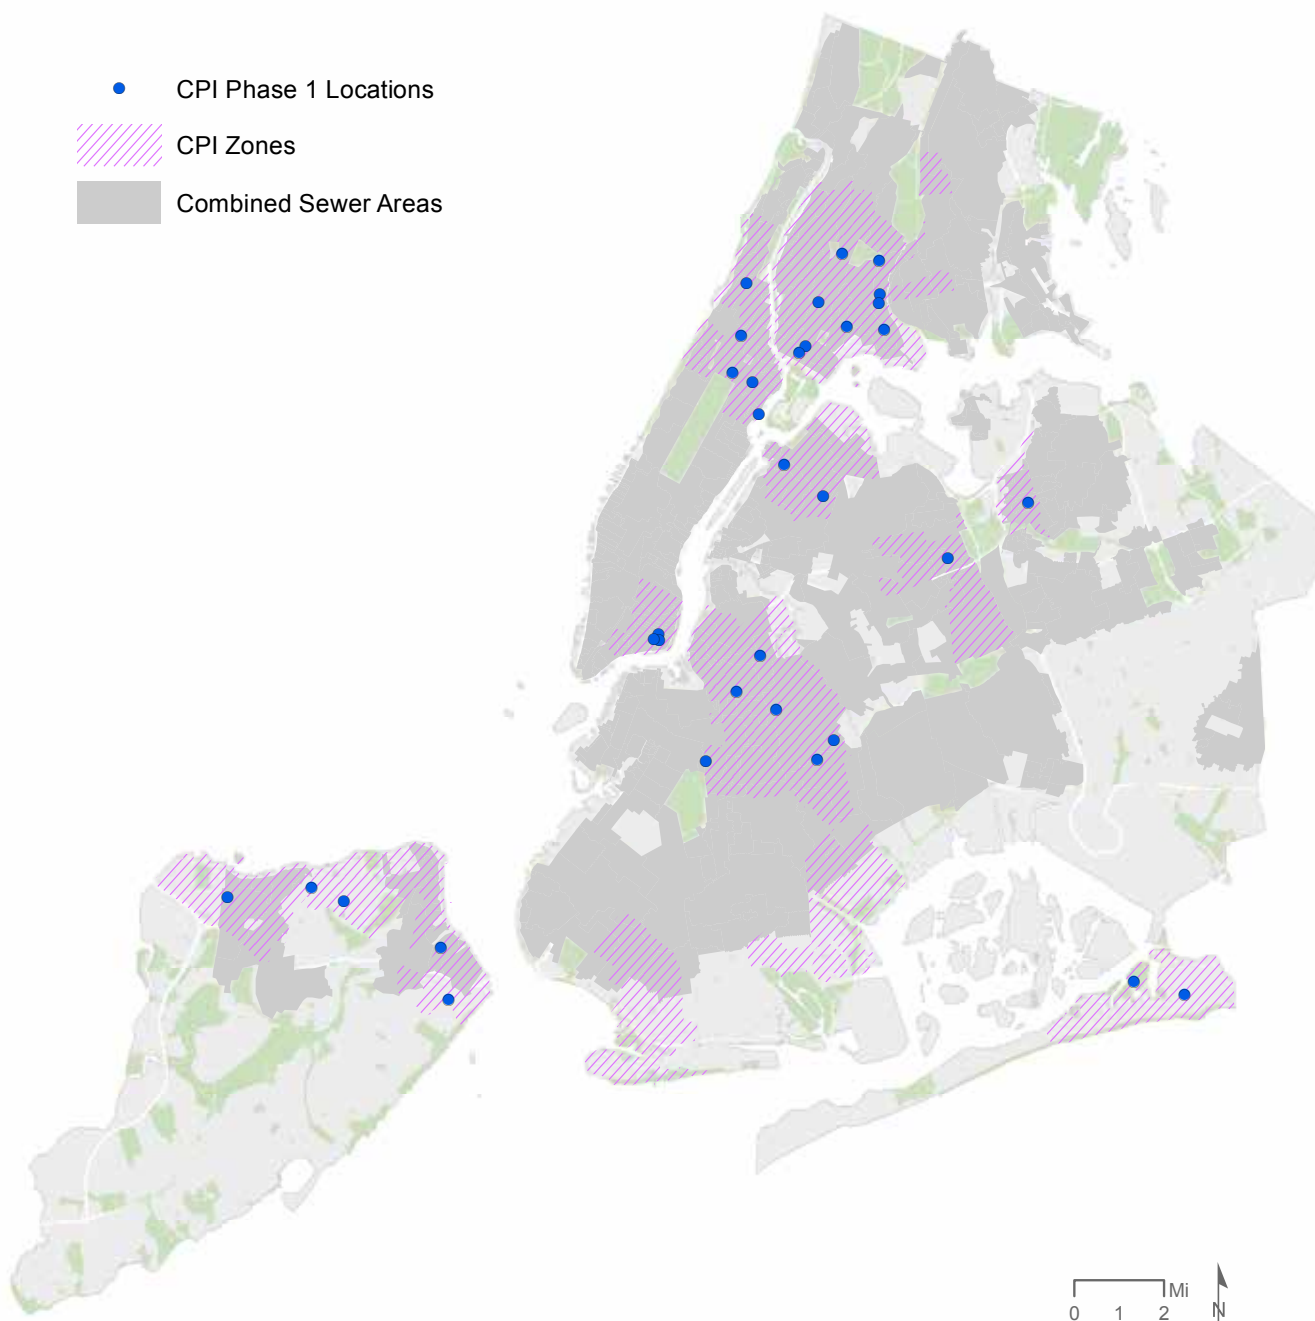 CPI Phase 1 Locations
CPI Zones
Combined Sewer Areas
Mi
0 1 2
N